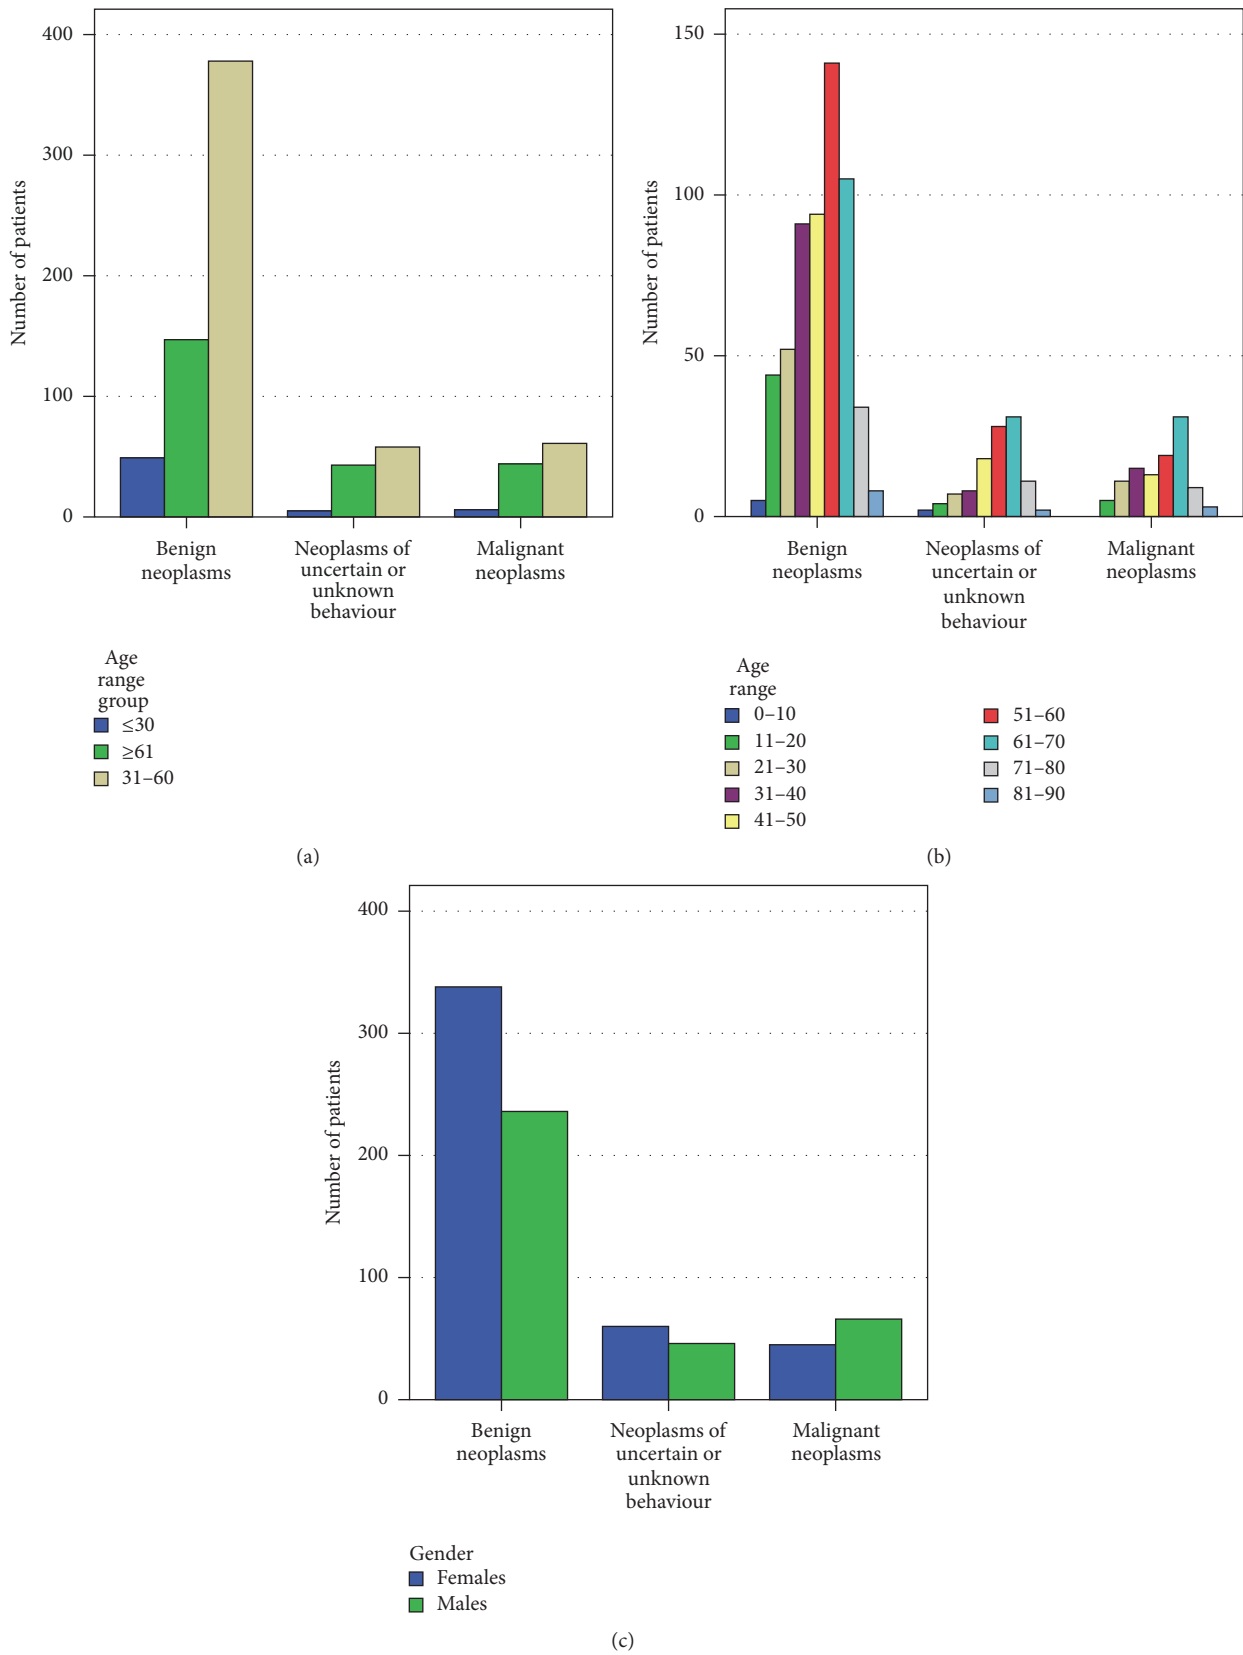 400
300
200
100
0
Number of patients
Benign
neoplasms
Neoplasms of
uncertain or
unknown
behaviour
Malignant
neoplasms
Age
range
group
≤30
≥61
31–60
(a)
150
100
50
0
Number of patients
Benign
neoplasms
Neoplasms of
uncertain or
unknown
behaviour
Malignant
neoplasms
Age
range
0–10
11–20
21–30
31–40
41–50
51–60
61–70
71–80
81–90
(b)
400
300
200
100
0
Number of patients
Benign
neoplasms
Neoplasms of
uncertain or
unknown
behaviour
Malignant
neoplasms
Gender
Females
Males
(c)